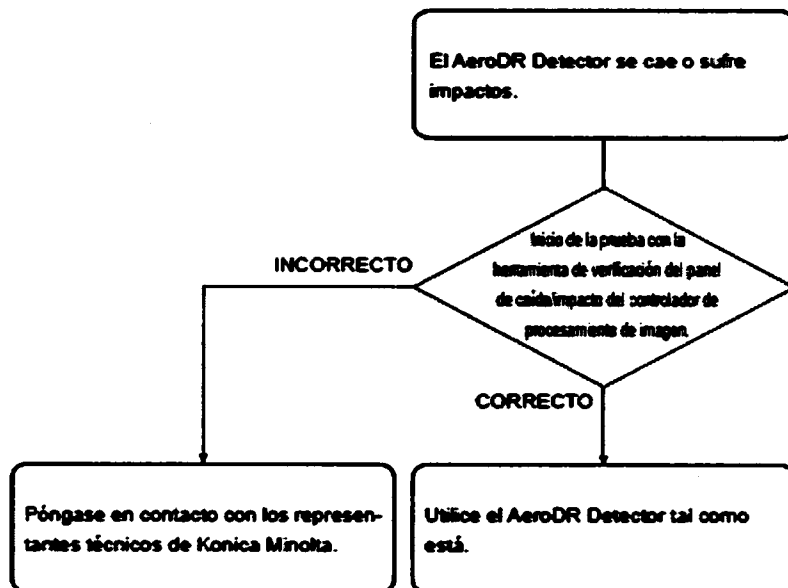 El AeroDR Detector se cae o sufre
impactos.
Inicio de la prueba con la
herramienta de verificación del panel
de caída/impacto del controlador de
procesamiento de imagen.
INCORRECTO
CORRECTO
Póngase en contacto con los represen-
tantes técnicos de Konica Minolta.
Utilice el AeroDR Detector tal como
está.